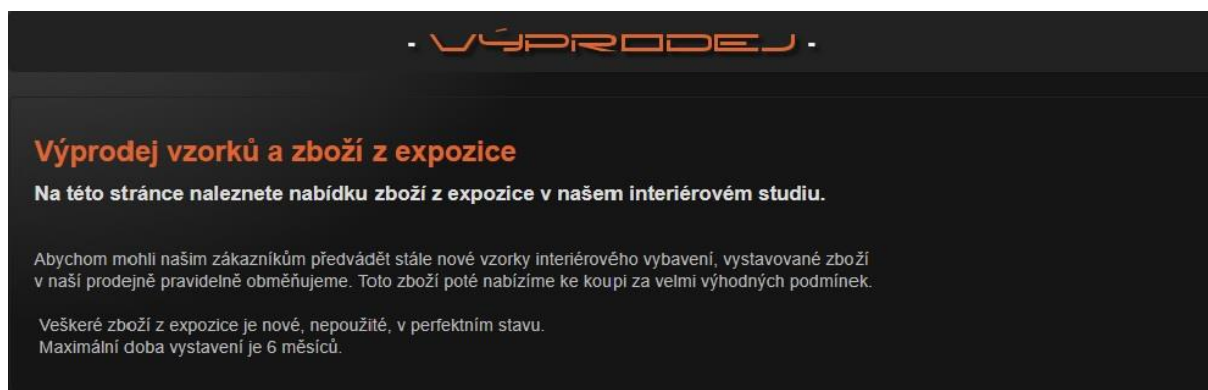 - VÝPRODEJ -
Výprodej vzorků a zboží z expozice
Na této stránce naleznete nabídku zboží z expozice v našem interiérovém studiu.
Abychom mohli našim zákazníkům předvádět stále nové vzorky interiérového vybavení, vystavované zboží
v naší prodejně pravidelně obměňujeme. Toto zboží poté nabízíme ke koupi za velmi výhodných podmínek.
Veškeré zboží z expozice je nové, nepoužité, v perfektním stavu.
Maximální doba vystavení je 6 měsíců.